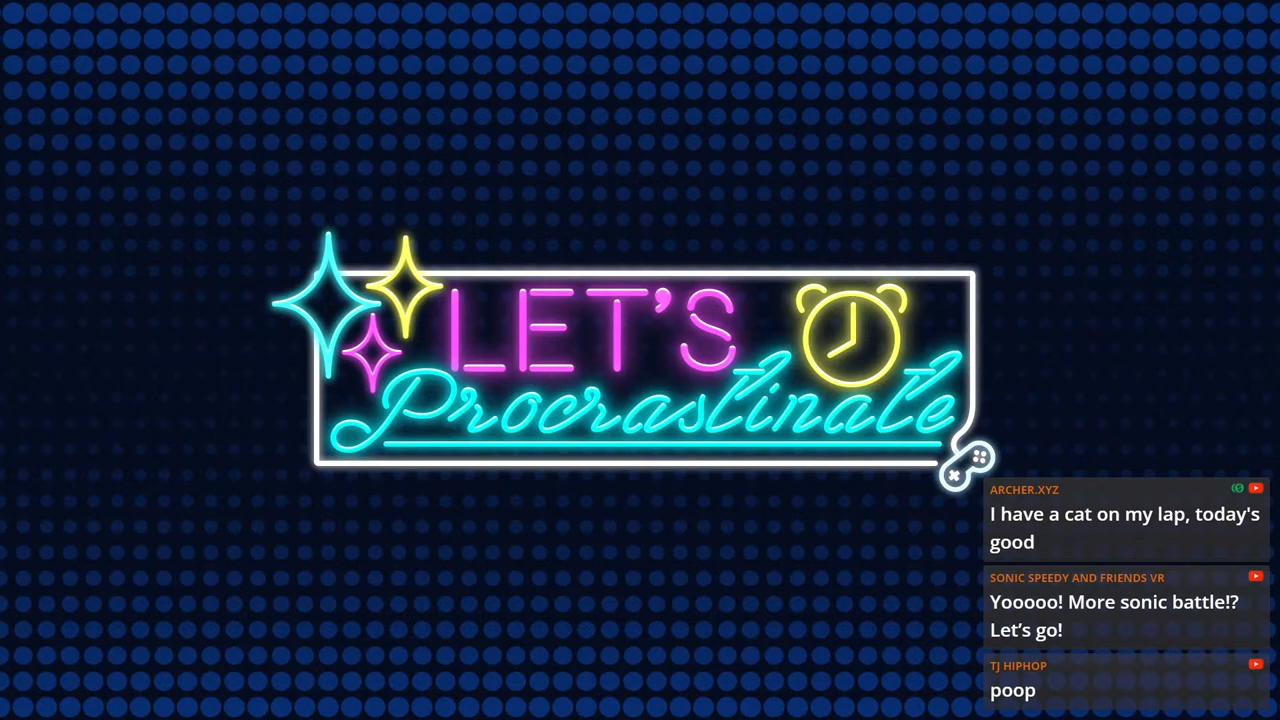 LET'S
Procrastinate
ARCHER.XYZ
I have a cat on my lap, today's
good
SONIC SPEEDY AND FRIENDS VR
Yooooo! More sonic battle!?
Let’s go!
TJ HIPHOP
poop